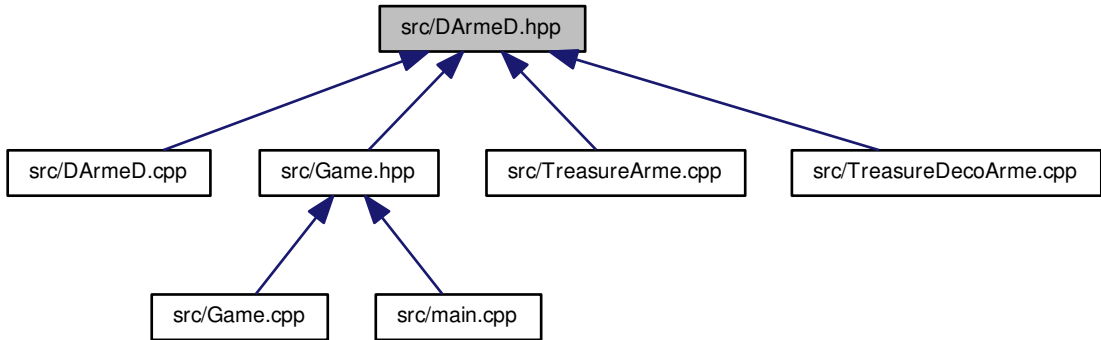 src/DArmeD.hpp
src/DArmeD.cpp
src/Game.hpp
src/TreasureArme.cpp
src/TreasureDecoArme.cpp
src/Game.cpp
src/main.cpp